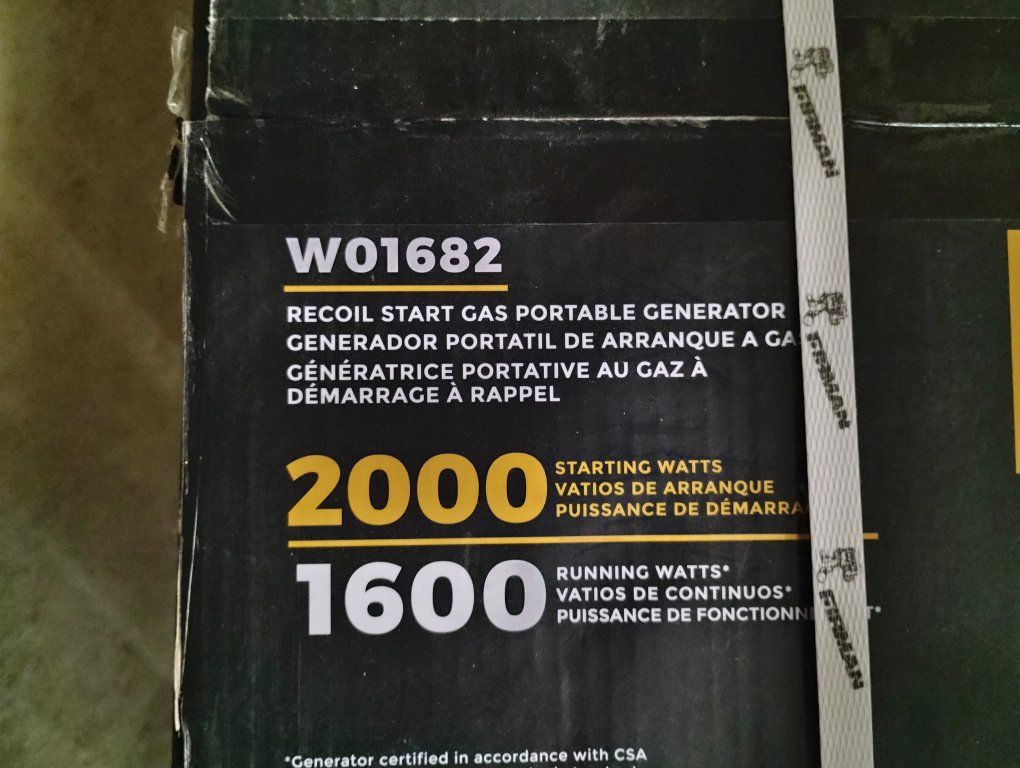 W01682
RECOIL START GAS PORTABLE GENERATOR
GENERADOR PORTATIL DE ARRANQUE A
GÉNÉRATRICE PORTATIVE AU GAZ À
DÉMARRAGE À RAPPEL
2000
STARTING WATTS
VATIOS DE ARRANQUE
PUISSANCE DE
1600
RUNNING WATTS*
VATIOS DE CONTINUOS*
PUISSANCE DE
*Generator certified in accordance with CSA
FIRMAN
FIRMAN
FIRMAN